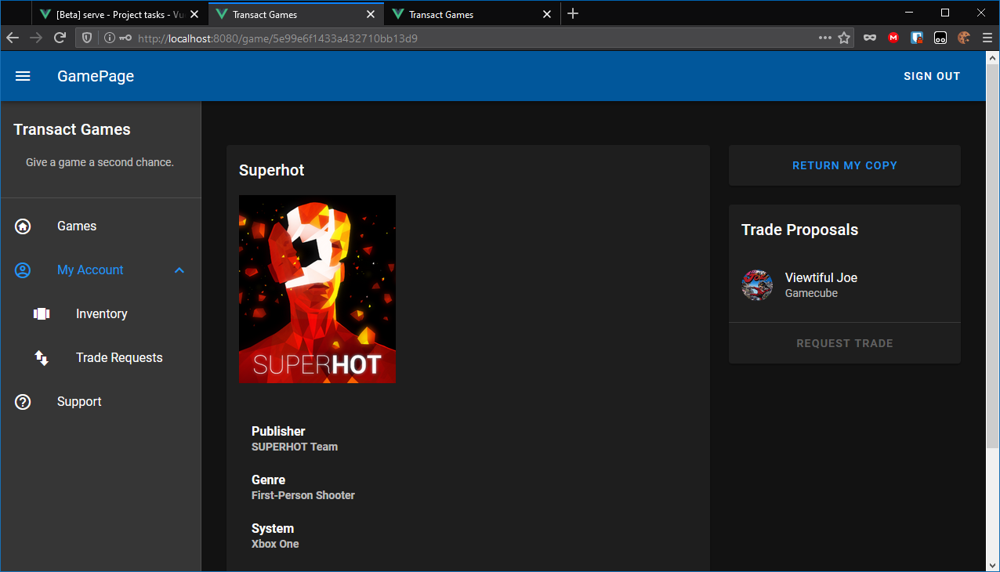 [Beta] serve - Project tasks - Vue
Transact Games
Transact Games
http://localhost:8080/game/5e99e6f1433a432710bb13d9
GamePage
SIGN OUT
Transact Games
Give a game a second chance.
Games
My Account
Inventory
Trade Requests
Support
Superhot
SUPERHOT
Publisher
SUPERHOT Team
Genre
First-Person Shooter
System
Xbox One
RETURN MY COPY
Trade Proposals
Viewtiful Joe
Gamecube
REQUEST TRADE